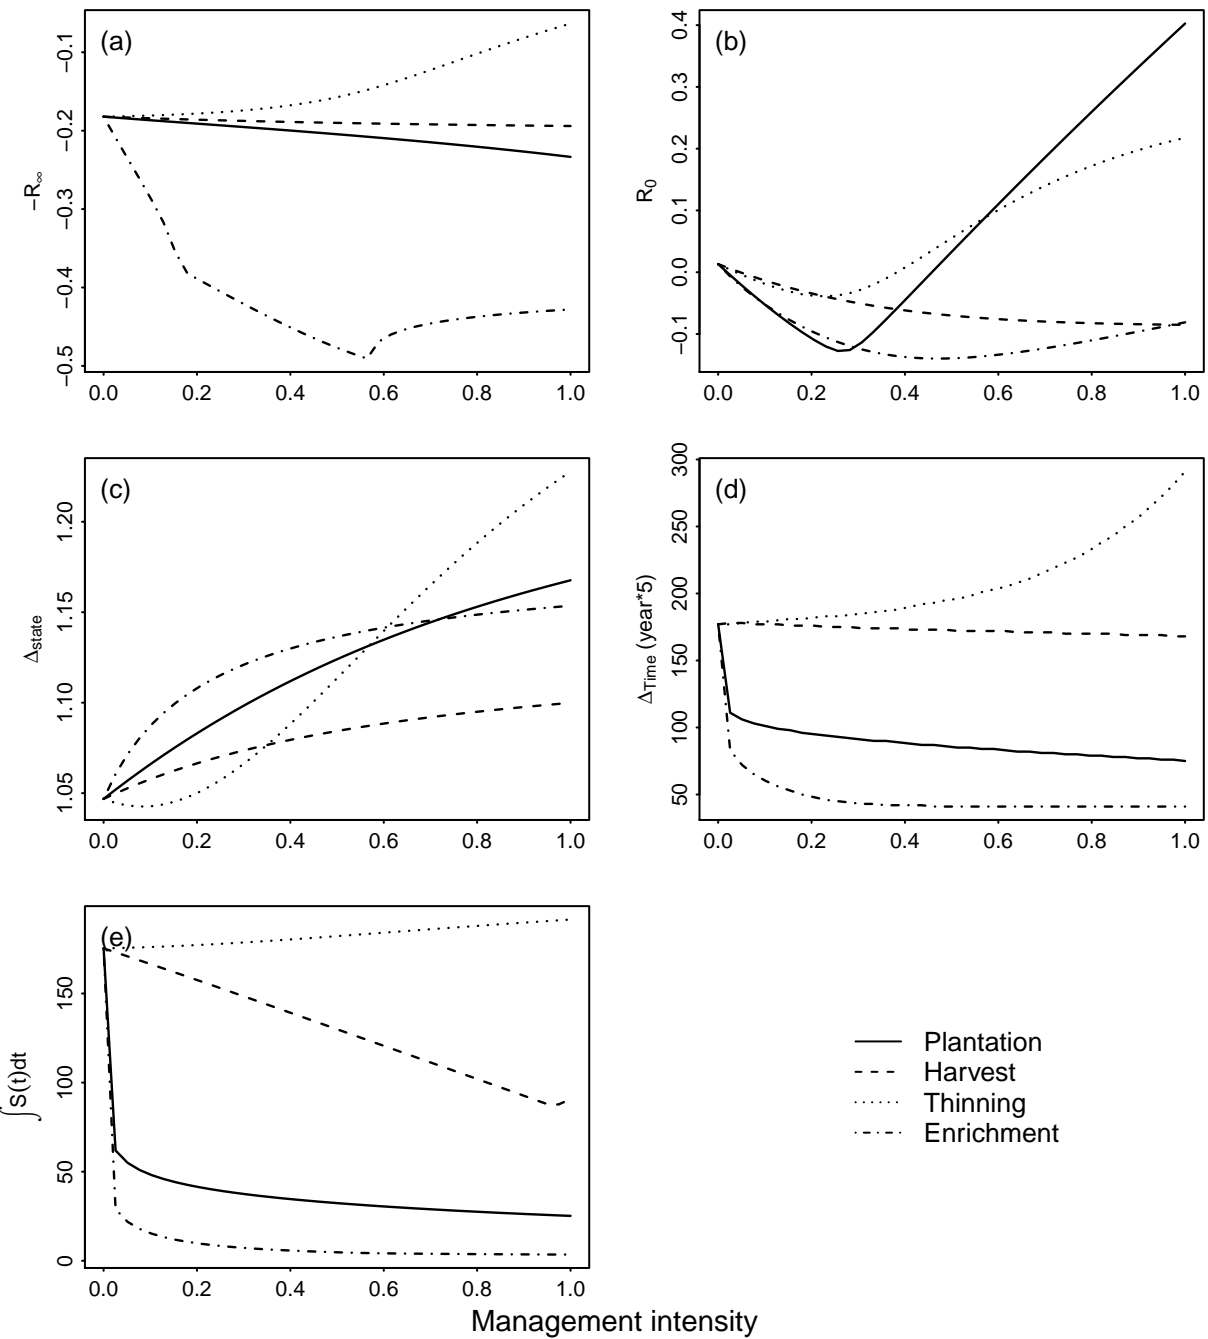 (a)
−R∞
−0.1
−0.2
−0.3
−0.4
−0.5
0.0 0.2 0.4 0.6 0.8 1.0
(b)
R0
0.4
0.3
0.2
0.1
0.0
−0.1
0.0 0.2 0.4 0.6 0.8 1.0
(c)
Δstate
1.20
1.15
1.10
1.05
0.0 0.2 0.4 0.6 0.8 1.0
(d)
ΔTime (year*5)
300
250
200
150
100
50
0.0 0.2 0.4 0.6 0.8 1.0
(e)
∫S(t)dt
150
100
50
0
0.0 0.2 0.4 0.6 0.8 1.0
Plantation
Harvest
Thinning
Enrichment
Management intensity